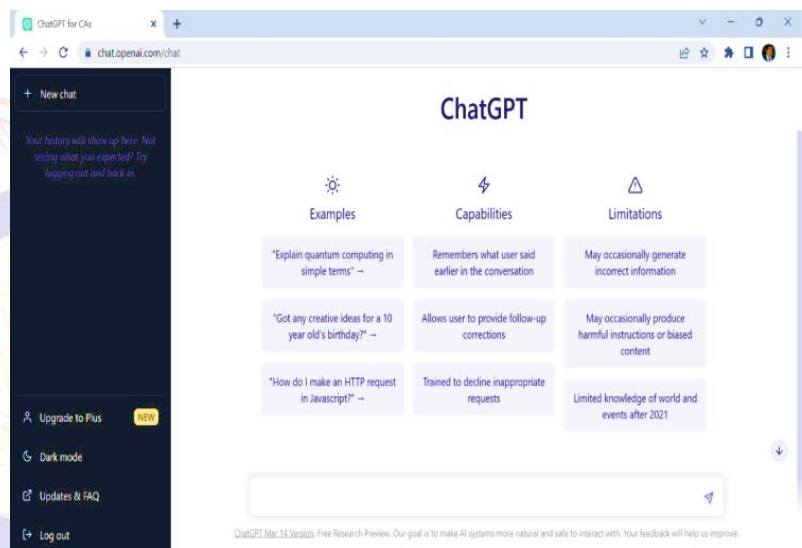 ChatGPT for CAs
chat.openai.com/chat
+ New chat
Your history will show up here. Not
seeing what you expected? Try
logging out and back in.
Upgrade to Plus NEW
Dark mode
Updates & FAQ
Log out
ChatGPT
Examples
"Explain quantum computing in
simple terms" →
"Got any creative ideas for a 10
year old's birthday?" →
"How do I make an HTTP request
in Javascript?" →
Capabilities
Remembers what user said
earlier in the conversation
Allows user to provide follow-up
corrections
Trained to decline inappropriate
requests
Limitations
May occasionally generate
incorrect information
May occasionally produce
harmful instructions or biased
content
Limited knowledge of world and
events after 2021
ChatGPT Mar 14 Version. Free Research Preview. Our goal is to make AI systems more natural and safe to interact with. Your feedback will help us improve.